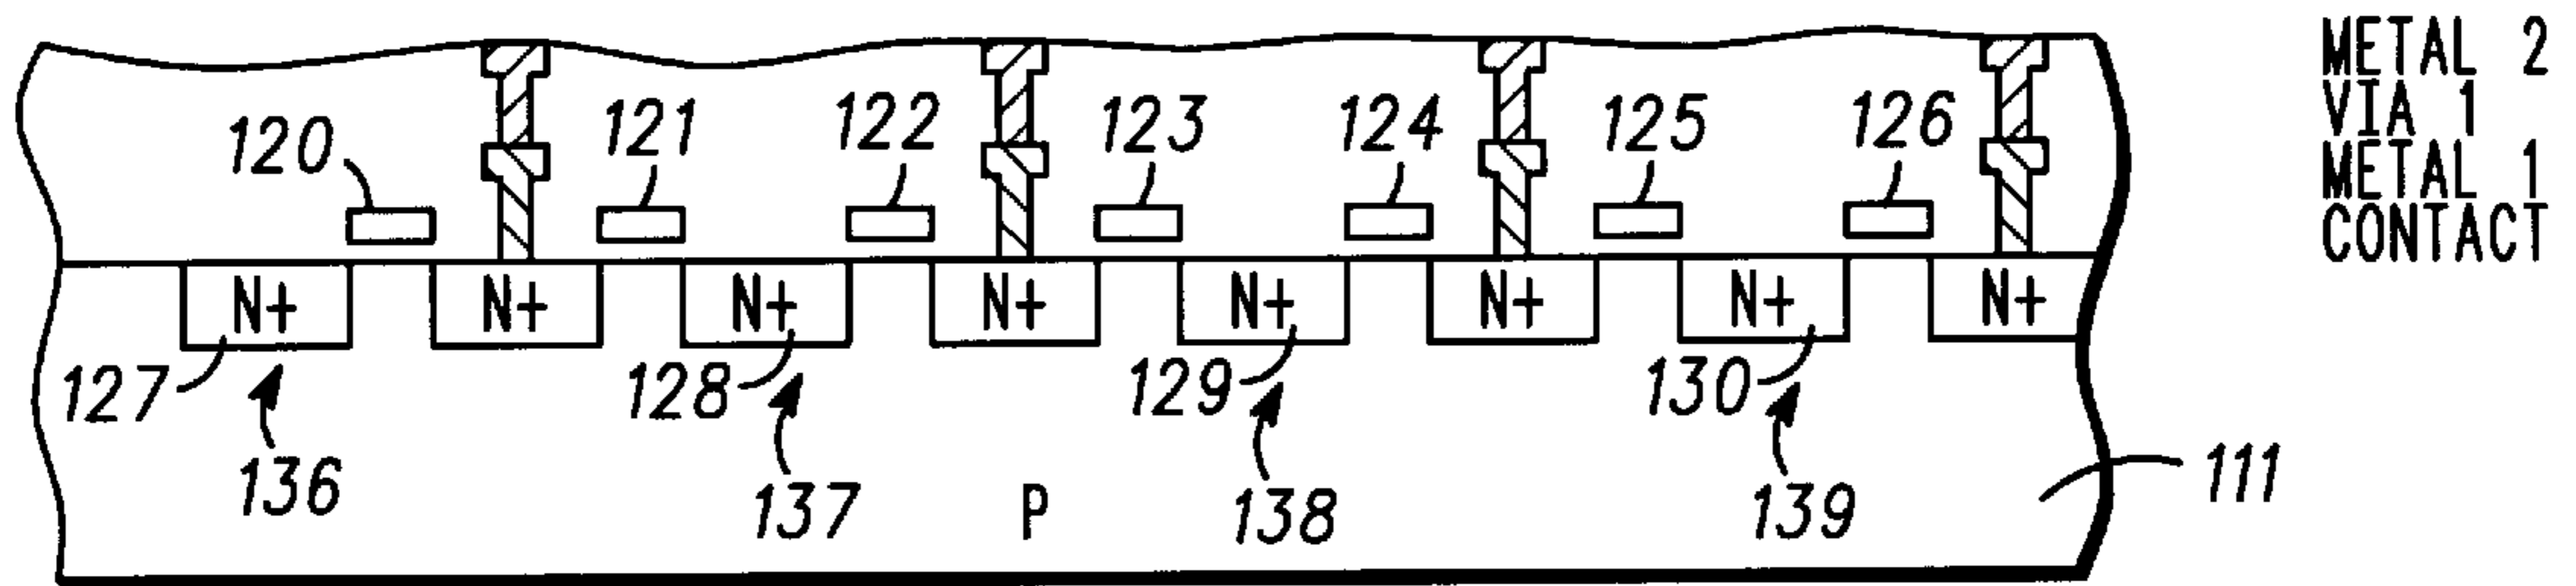 METAL 2
VIA 1
METAL 1
CONTACT
120
121
122
123
124
125
126
N+ N+ N+ N+ N+ N+ N+ N+
127
128
129
130
136
137
P
138
139
111